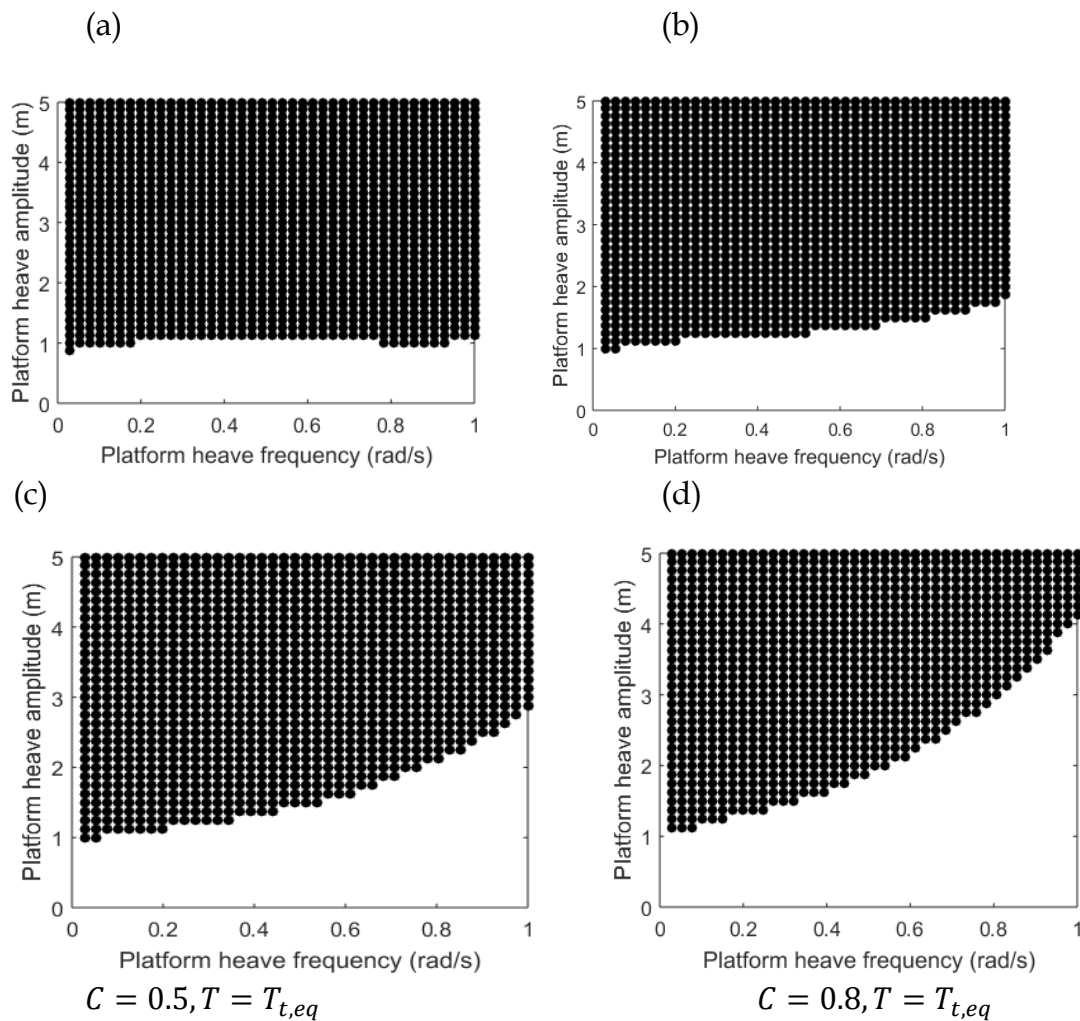 (a)
Platform heave amplitude (m)
5
4
3
2
1
0
0 0.2 0.4 0.6 0.8 1
Platform heave frequency (rad/s)
(b)
Platform heave amplitude (m)
5
4
3
2
1
0
0 0.2 0.4 0.6 0.8 1
Platform heave frequency (rad/s)
(c)
Platform heave amplitude (m)
5
4
3
2
1
0
0 0.2 0.4 0.6 0.8 1
Platform heave frequency (rad/s)
C = 0.5, T = T_{t,eq}
(d)
Platform heave amplitude (m)
5
4
3
2
1
0
0 0.2 0.4 0.6 0.8 1
Platform heave frequency (rad/s)
C = 0.8, T = T_{t,eq}